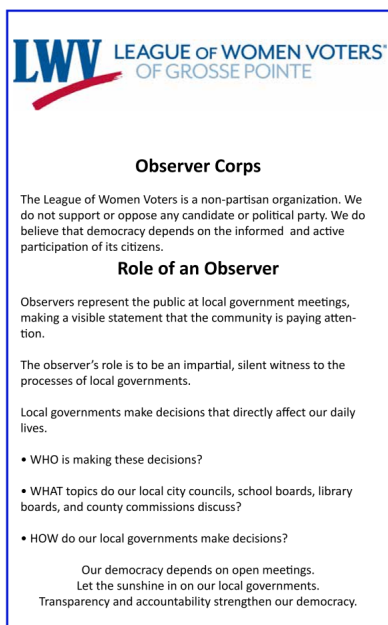 LWV LEAGUE OF WOMEN VOTERS®
OF GROSSE POINTE
Observer Corps
The League of Women Voters is a non-partisan organization. We
do not support or oppose any candidate or political party. We do
believe that democracy depends on the informed and active
participation of its citizens.
Role of an Observer
Observers represent the public at local government meetings,
making a visible statement that the community is paying atten-
tion.
The observer's role is to be an impartial, silent witness to the
processes of local governments.
Local governments make decisions that directly affect our daily
lives.
• WHO is making these decisions?
• WHAT topics do our local city councils, school boards, library
boards, and county commissions discuss?
• HOW do our local governments make decisions?
Our democracy depends on open meetings.
Let the sunshine in on our local governments.
Transparency and accountability strengthen our democracy.